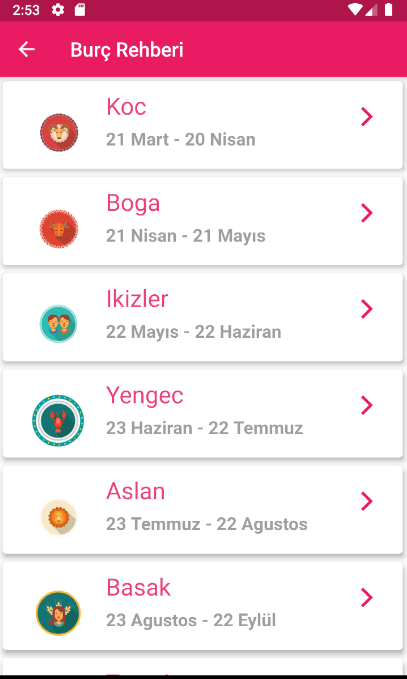 2:53
Burç Rehberi
Koc
21 Mart - 20 Nisan
Boga
21 Nisan - 21 Mayıs
Ikizler
22 Mayıs - 22 Haziran
Yengec
23 Haziran - 22 Temmuz
Aslan
23 Temmuz - 22 Agustos
Basak
23 Agustos - 22 Eylül